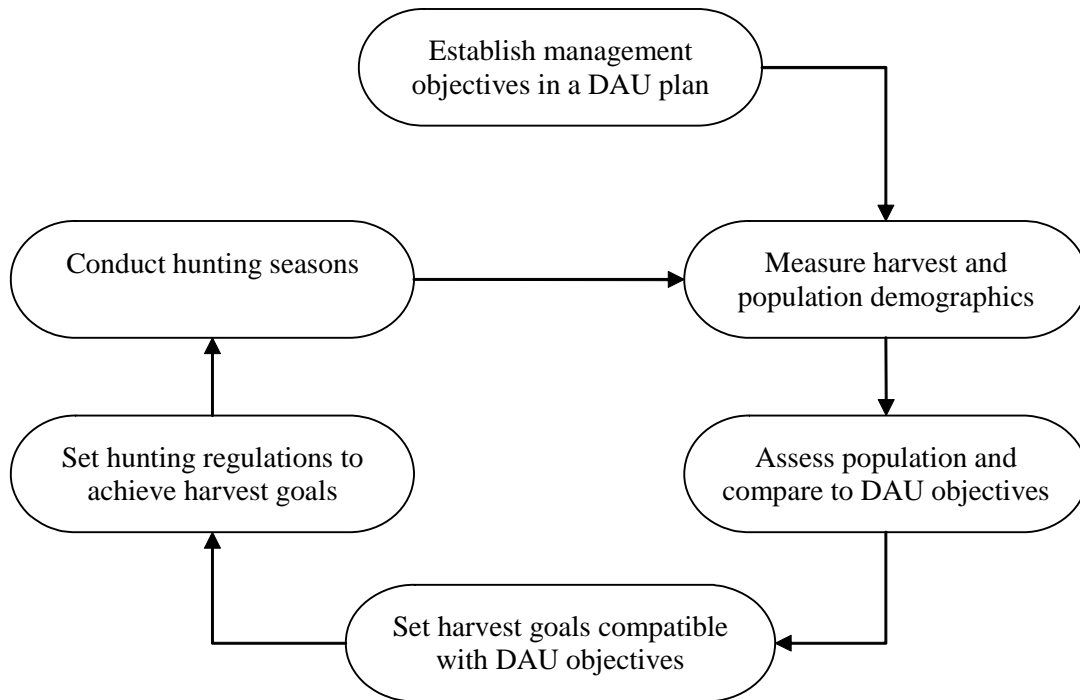 Establish management
objectives in a DAU plan
Conduct hunting seasons
Measure harvest and
population demographics
Set hunting regulations to
achieve harvest goals
Assess population and
compare to DAU objectives
Set harvest goals compatible
with DAU objectives